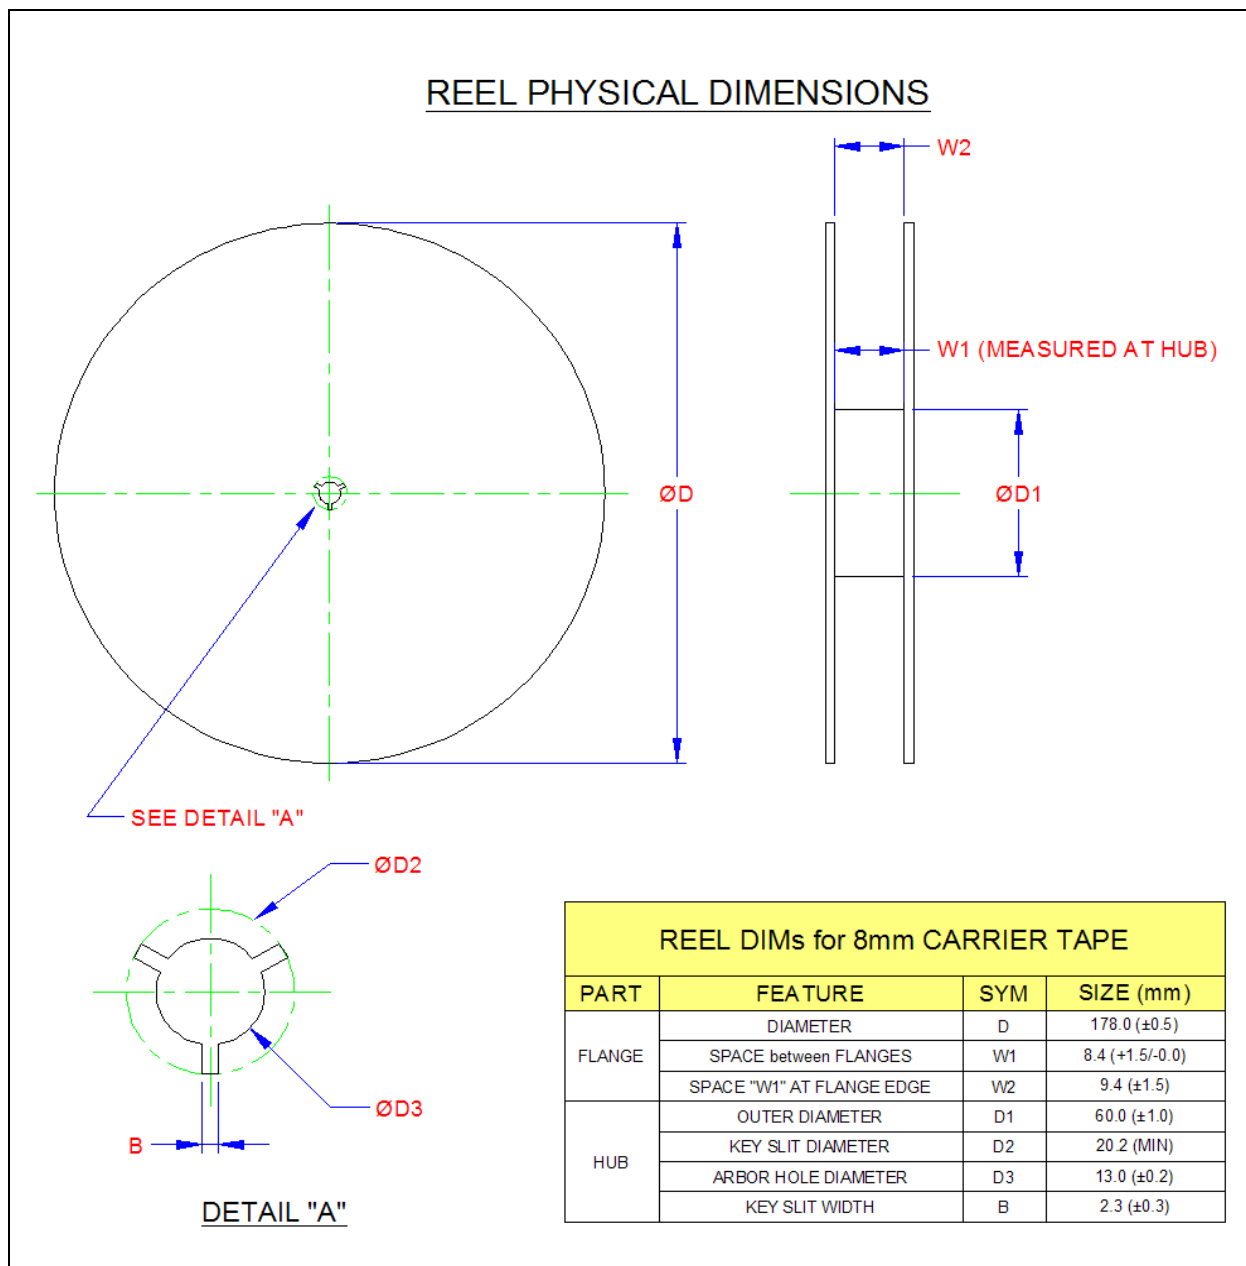 REEL PHYSICAL DIMENSIONS
W2
W1 (MEASURED AT HUB)
ØD
ØD1
SEE DETAIL "A"
ØD2
ØD3
B
DETAIL "A"
REEL DIMs for 8mm CARRIER TAPE
PART FEATURE SYM SIZE (mm)
FLANGE
DIAMETER D 178.0 (±0.5)
SPACE between FLANGES W1 8.4 (+1.5/-0.0)
SPACE "W1" AT FLANGE EDGE W2 9.4 (±1.5)
HUB
OUTER DIAMETER D1 60.0 (±1.0)
KEY SLIT DIAMETER D2 20.2 (MIN)
ARBOR HOLE DIAMETER D3 13.0 (±0.2)
KEY SLIT WIDTH B 2.3 (±0.3)